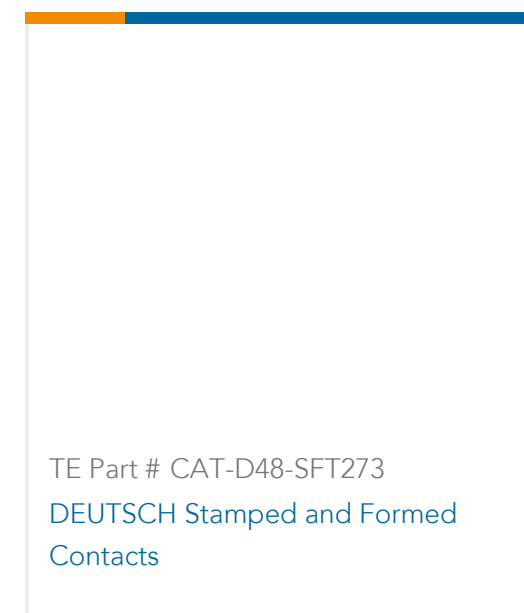 TE Part # CAT-D48-SFT273
DEUTSCH Stamped and Formed
Contacts